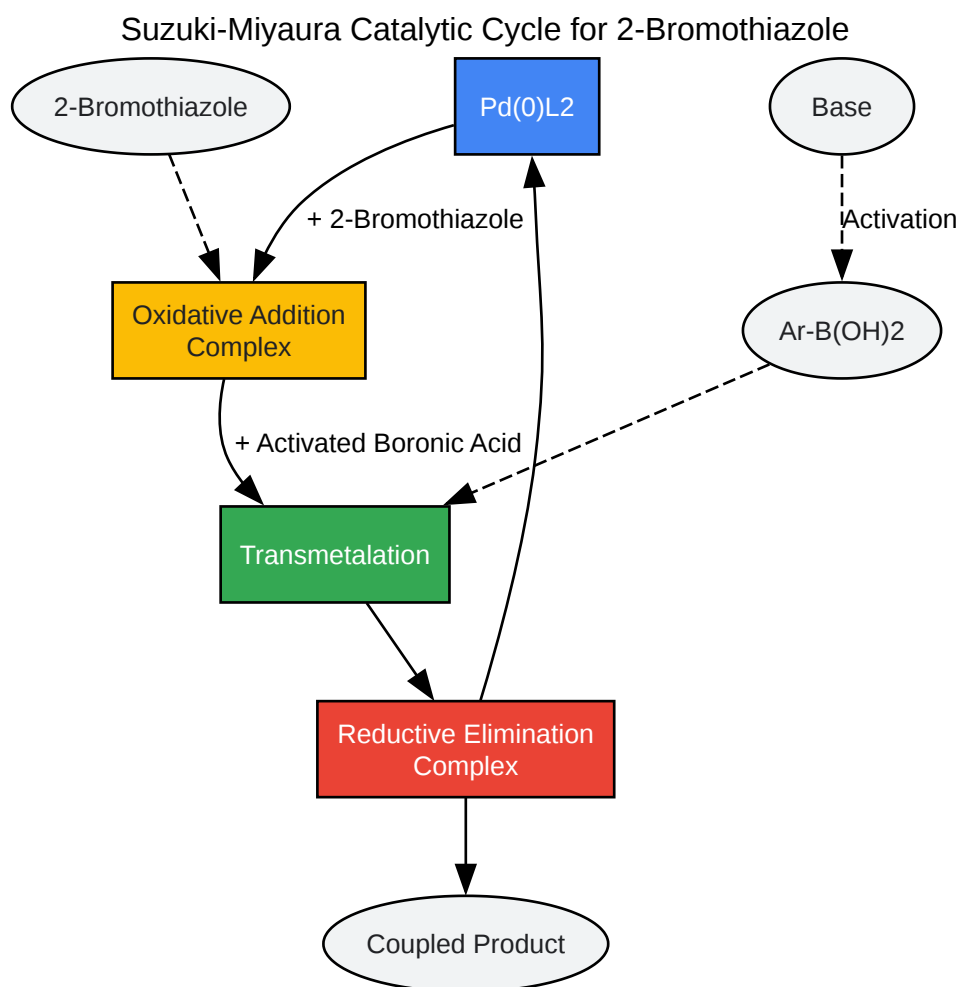 Suzuki-Miyaura Catalytic Cycle for 2-Bromothiazole
2-Bromothiazole
Pd(0)L2
Base
+ 2-Bromothiazole
Activation
Oxidative Addition
Complex
Ar-B(OH)2
+ Activated Boronic Acid
Transmetalation
Reductive Elimination
Complex
Coupled Product